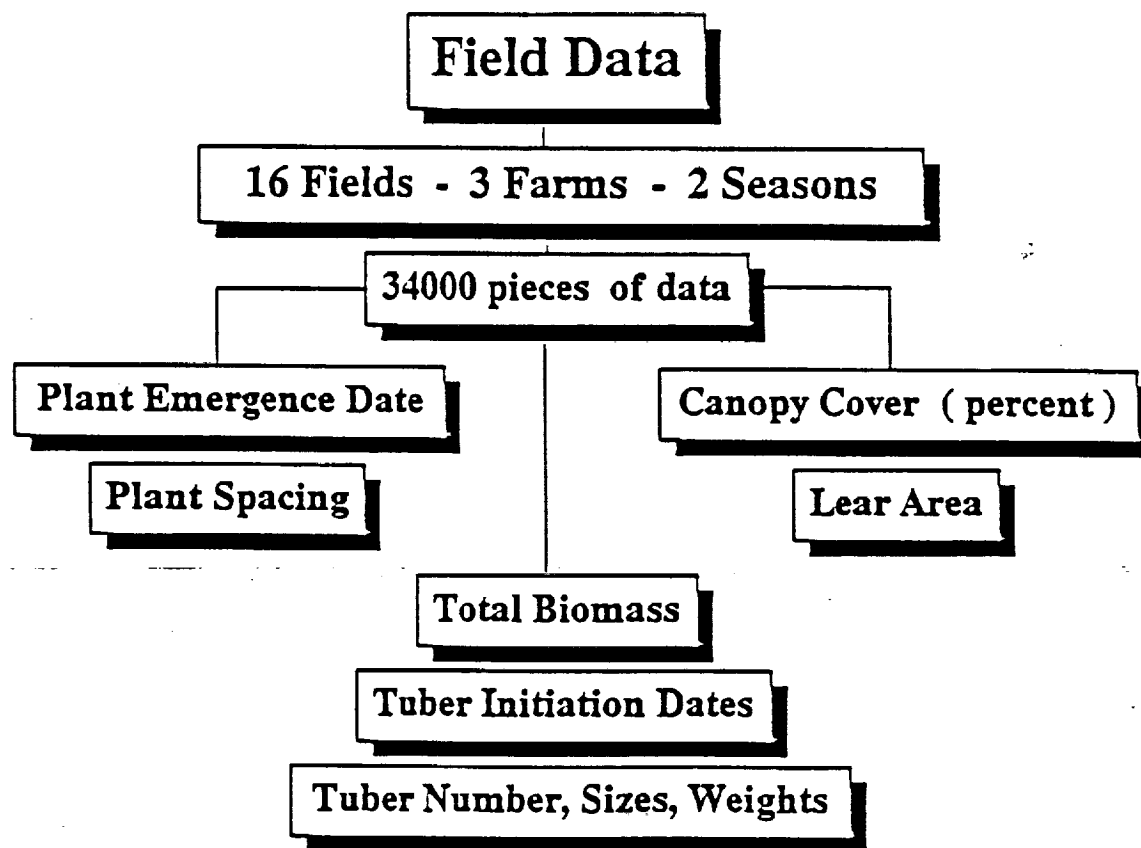 Field Data
16 Fields - 3 Farms - 2 Seasons
34000 pieces of data
Plant Emergence Date
Canopy Cover ( percent )
Plant Spacing
Lear Area
Total Biomass
Tuber Initiation Dates
Tuber Number, Sizes, Weights